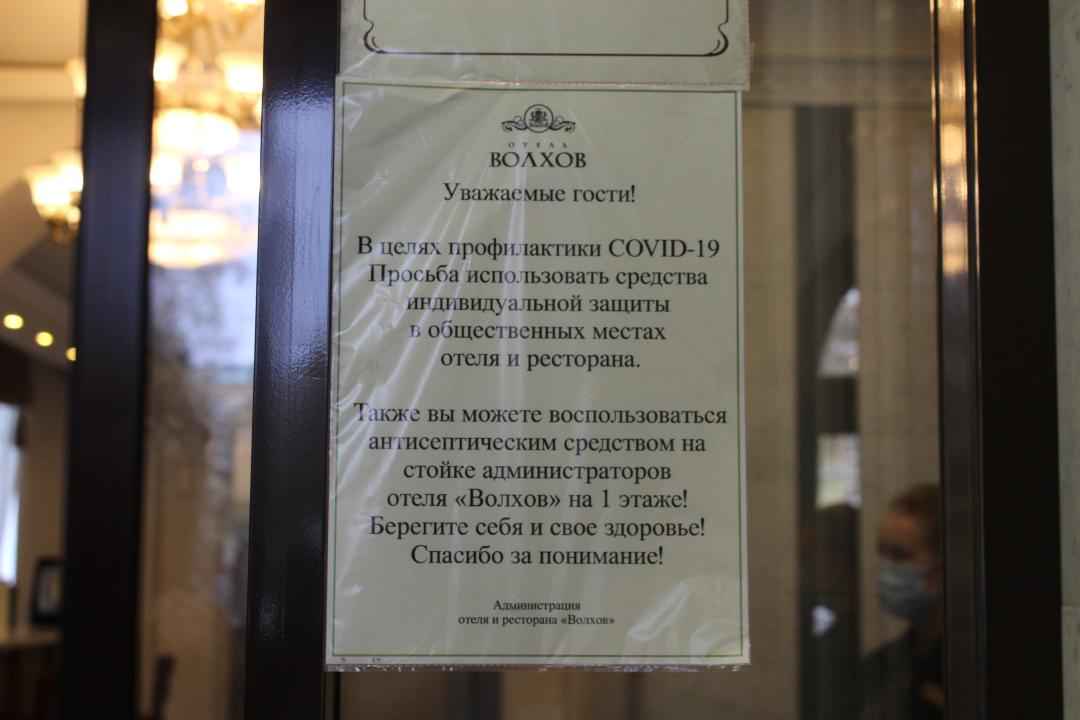 ОТЕЛЬ
ВОЛХОВ
Уважаемые гости!
В целях профилактики COVID-19
Просьба использовать средства
индивидуальной защиты
в общественных местах
отеля и ресторана.
Также вы можете воспользоваться
антисептическим средством на
стойке администраторов
отеля «Волхов» на 1 этаже!
Берегите себя и свое здоровье!
Спасибо за понимание!
Администрация
отеля и ресторана «Волхов»